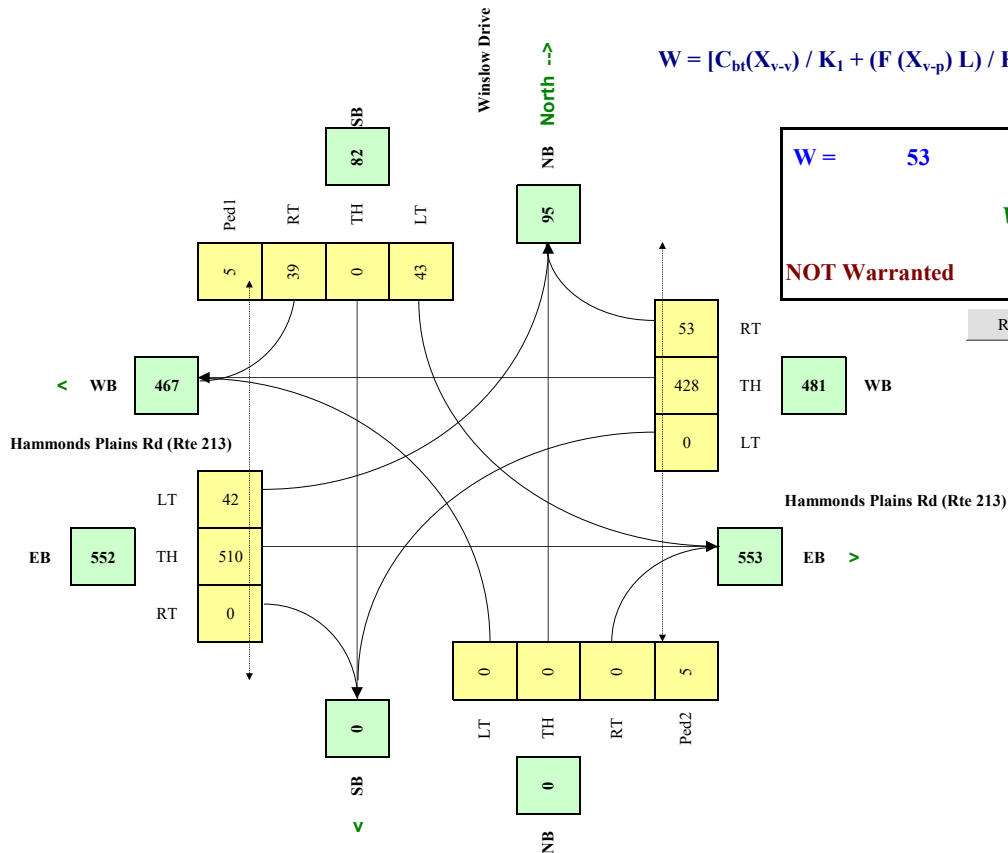 Winslow Drive
North -->
W = [C_bt(X_v-v) / K_1 + (F (X_v-p) L) /
SB
82
NB
95
W = 53
NOT Warranted
R
Ped1 RT TH LT
5 39 0 43
53 RT
428 TH 481 WB
0 LT
< WB 467
Hammonds Plains Rd (Rte 213)
Hammonds Plains Rd (Rte 213)
LT 42
EB 552 TH 510
RT 0
553 EB >
0 0 0 5
LT TH RT Ped2
0
SB
v
0
NB